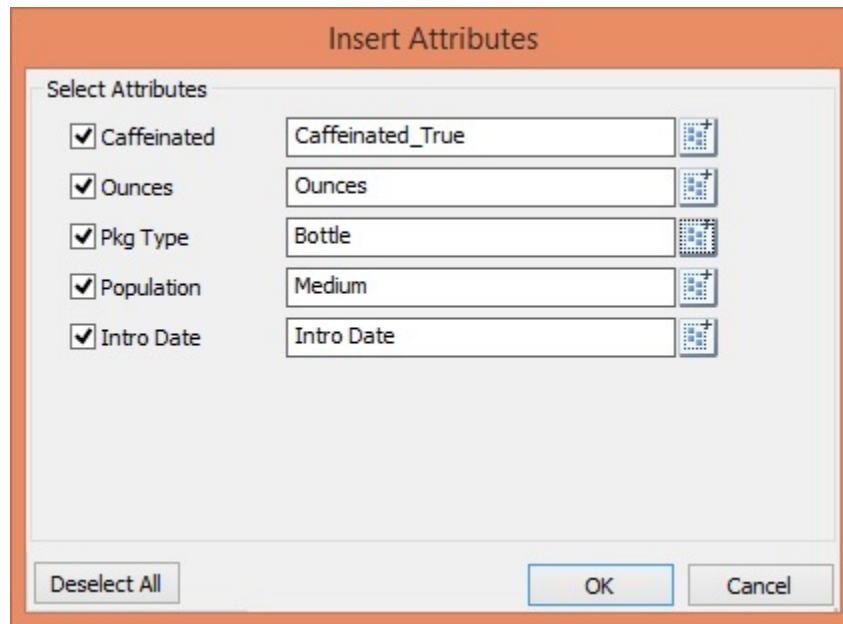 Insert Attributes
Select Attributes
Caffeinated Caffeinated_True
Ounces Ounces
Pkg Type Bottle
Population Medium
Intro Date Intro Date
Deselect All OK Cancel